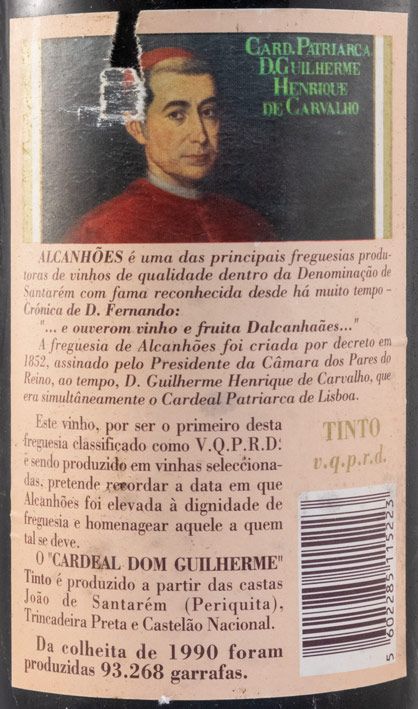 CARD. PATRIARCA
D. GUILHERME
HENRIQUE
DE CARVALHO
ALCANHÕES é uma das principais freguesias produ-
toras de vinhos de qualidade dentro da Denominação de
Santarém com fama reconhecida desde há muito tempo -
Crónica de D. Fernando:
"... e ouverom vinho e fruita Dalcanhaães..."
A freguesia de Alcanhões foi criada por decreto em
1852, assinado pelo Presidente da Câmara dos Pares do
Reino, ao tempo, D. Guilherme Henrique de Carvalho, que
era simultâneamente o Cardeal Patriarca de Lisboa.
Este vinho, por ser o primeiro desta
freguesia classificado como V.Q.P.R.D.
e sendo produzido em vinhas selecciona-
das, pretende recordar a data em que
Alcanhões foi elevada à dignidade de
freguesia e homenagear aquele a quem
tal se deve.
O "CARDEAL DOM GUILHERME"
Tinto é produzido a partir das castas
João de Santarém (Periquita),
Trincadeira Preta e Castelão Nacional.
Da colheita de 1990 foram
produzidas 93.268 garrafas.
TINTO
v.q.p.r.d.
5 602285 115223